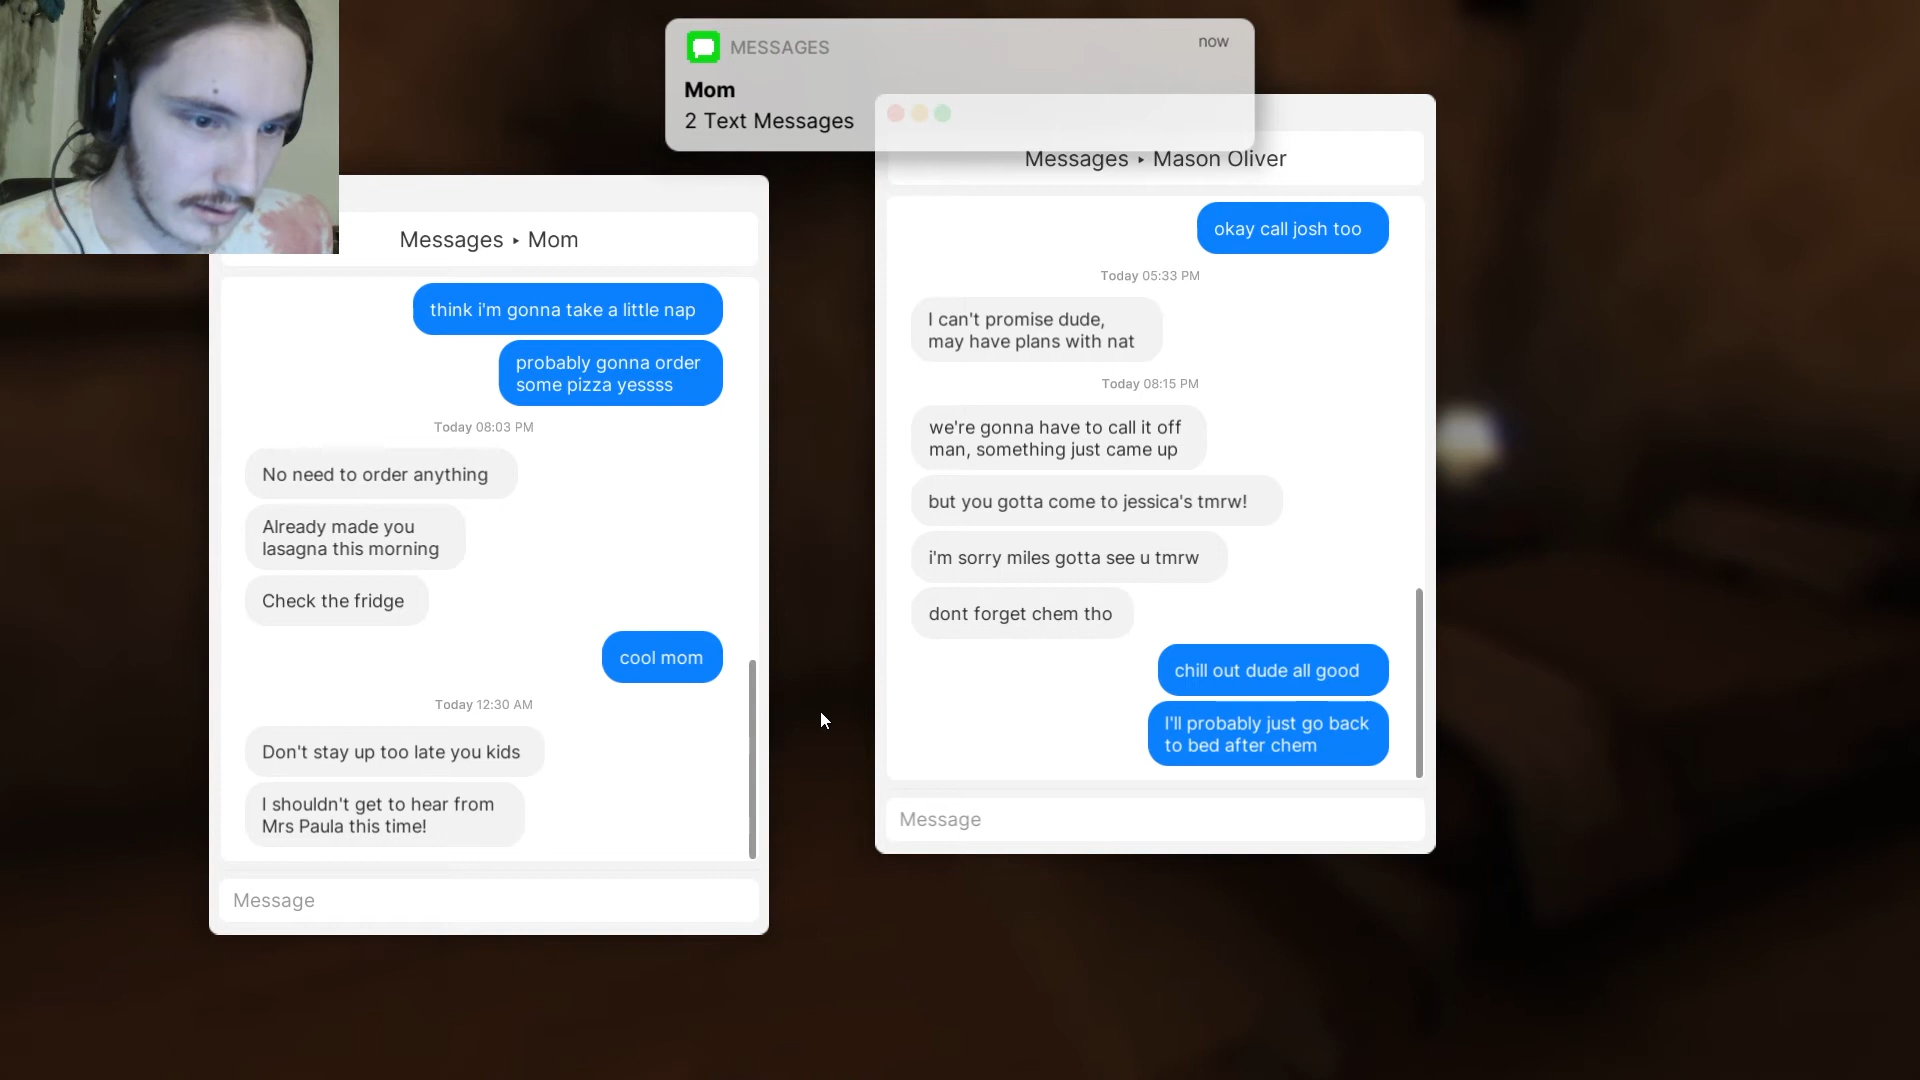 MESSAGES
now
Mom
2 Text Messages
Messages ‣ Mom
think i'm gonna take a little nap
probably gonna order
some pizza yessss
Today 08:03 PM
No need to order anything
Already made you
lasagna this morning
Check the fridge
cool mom
Today 12:30 AM
Don't stay up too late you kids
I shouldn't get to hear from
Mrs Paula this time!
Message
Messages ‣ Mason Oliver
okay call josh too
Today 05:33 PM
I can't promise dude,
may have plans with nat
Today 08:15 PM
we're gonna have to call it off
man, something just came up
but you gotta come to jessica's tmrw!
i'm sorry miles gotta see u tmrw
dont forget chem tho
chill out dude all good
I'll probably just go back
to bed after chem
Message